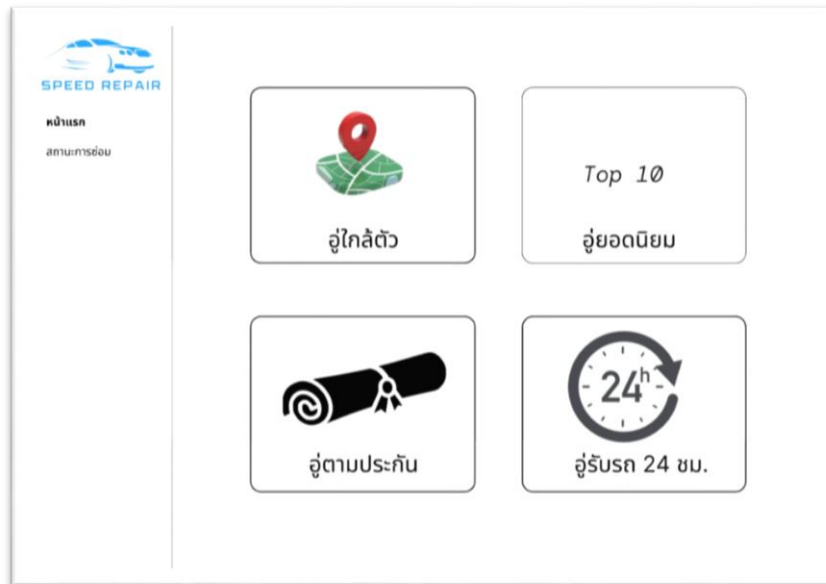 SPEED REPAIR
หน้าแรก
สถานะการซ่อม
อู่ใกล้ตัว
Top 10
อู่ยอดนิยม
อู่ตามประกัน
24h
อู่รับรถ 24 ชม.